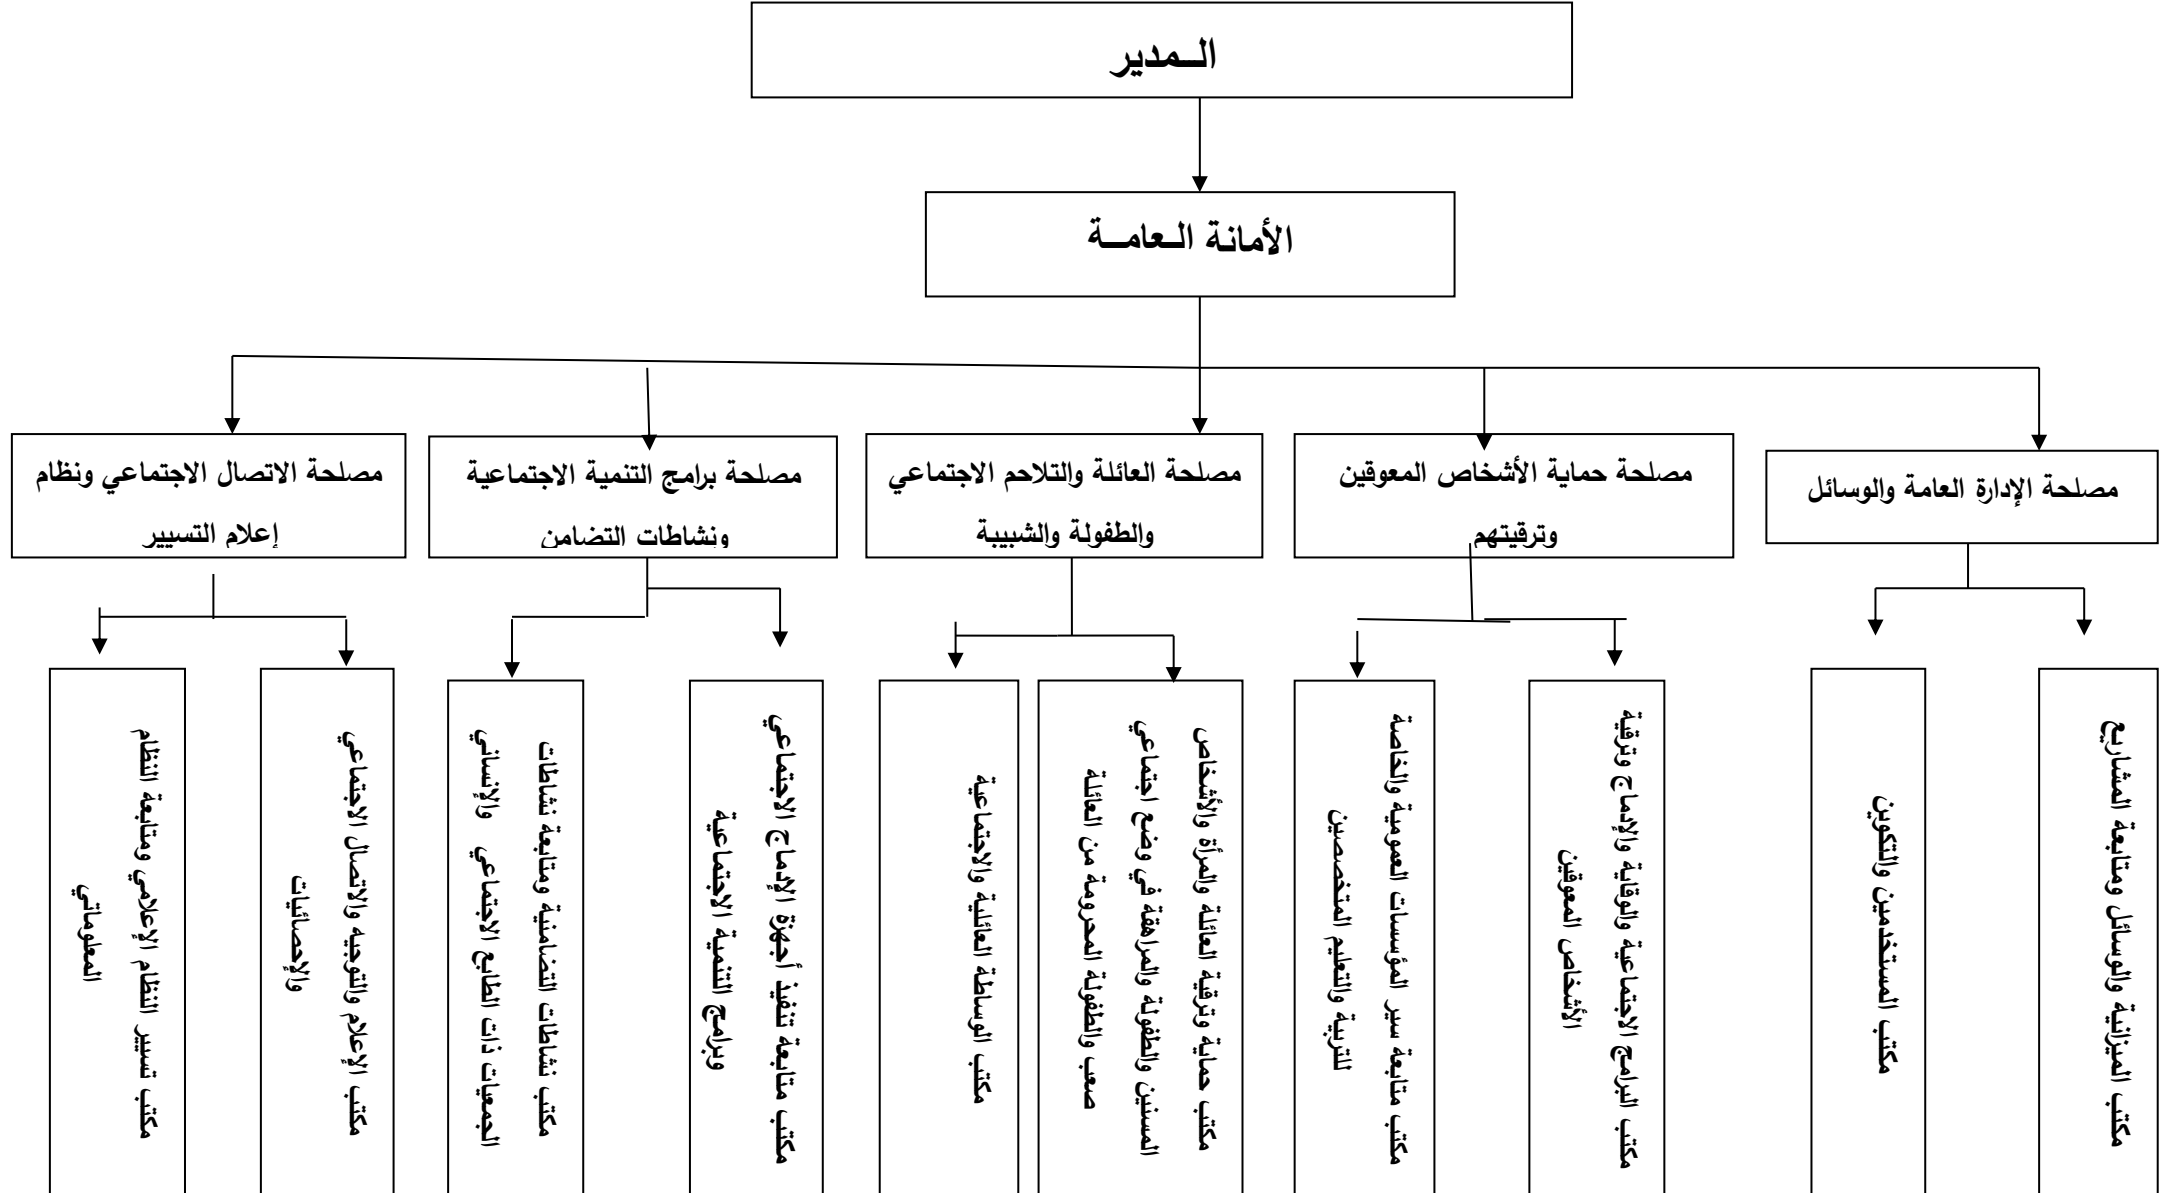 الـمدير
الأمانة الـعامـة
مصلحة الإدارة العامة والوسائل
مصلحة حماية الأشخاص المعوقين
وترقيتهم
مصلحة العائلة والتلاحم الاجتماعي
والطفولة والشبيبة
مصلحة برامج التنمية الاجتماعية
ونشاطات التضامن
مصلحة الاتصال الاجتماعي ونظام
إعلام التسيير
مكتب الميزانية والوسائل ومتابعة المشاريع
مكتب المستخدمين والتكوين
مكتب البرامج الاجتماعية والوقاية والإدماج وترقية
الأشخاص المعوقين
مكتب متابعة سير المؤسسات العمومية والخاصة
للتربية والتعليم المتخصصين
مكتب حماية وترقية العائلة والمرأة والأشخاص
المسنين والطفولة والمراهقة في وضع اجتماعي
صعب والطفولة المحرومة من العائلة
مكتب الوساطة العائلية والاجتماعية
مكتب متابعة تنفيذ أجهزة الإدماج الاجتماعي
وبرامج التنمية الاجتماعية
مكتب نشاطات التضامنية ومتابعة نشاطات
الجمعيات ذات الطابع الاجتماعي والإنساني
مكتب الإعلام والتوجيه والاتصال الاجتماعي
والإحصائيات
مكتب تسيير النظام الإعلامي ومتابعة النظام
المعلوماتي